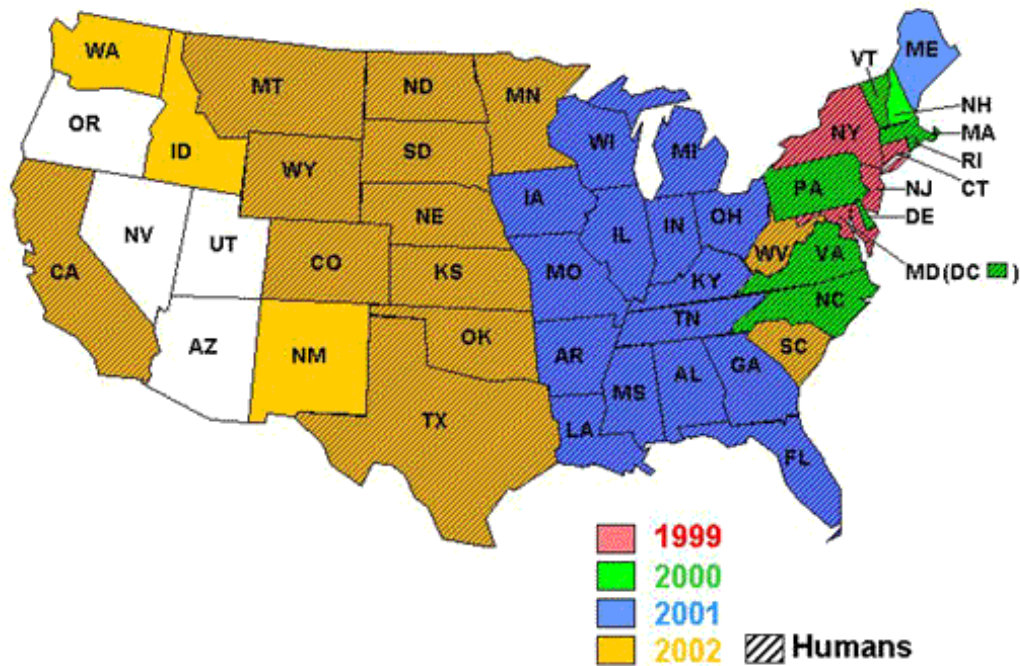 WA
MT
ND
MN
ME
VT
NH
MA
RI
CT
NY
OR
ID
WY
SD
WI
MI
PA
NJ
DE
MD (DC )
NV
UT
CA
CO
NE
KS
IA
IL
IN
OH
WV
VA
MO
KY
NC
TN
SC
AZ
NM
OK
AR
TX
LA
MS
AL
GA
FL
1999
2000
2001
2002
Humans